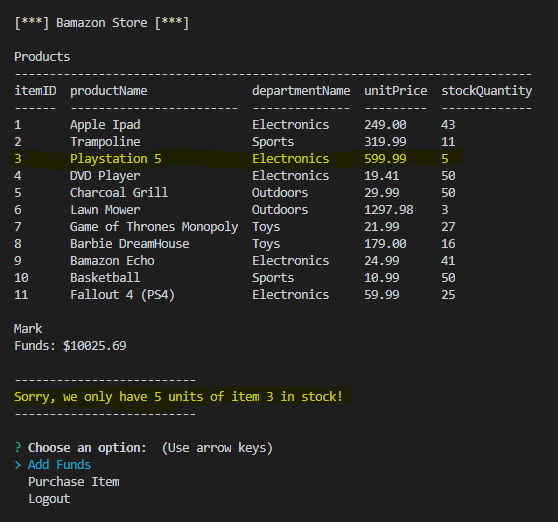 [***] Bamazon Store [***]
Products
--------------------------------------------------------------------------
itemID  productName               departmentName  unitPrice  stockQuantity
------  ------------------------  --------------  ---------  -------------
1       Apple Ipad                Electronics     249.00     43
2       Trampoline                Sports          319.99     11
3       Playstation 5             Electronics     599.99     5
4       DVD Player                Electronics     19.41      50
5       Charcoal Grill            Outdoors        29.99      50
6       Lawn Mower                Outdoors        1297.98    3
7       Game of Thrones Monopoly  Toys            21.99      27
8       Barbie DreamHouse         Toys            179.00     16
9       Bamazon Echo              Electronics     24.99      41
10      Basketball                Sports          10.99      50
11      Fallout 4 (PS4)           Electronics     59.99      25
Mark
Funds: $10025.69
--------------------------
Sorry, we only have 5 units of item 3 in stock!
--------------------------
? Choose an option:  (Use arrow keys)
> Add Funds
  Purchase Item
  Logout